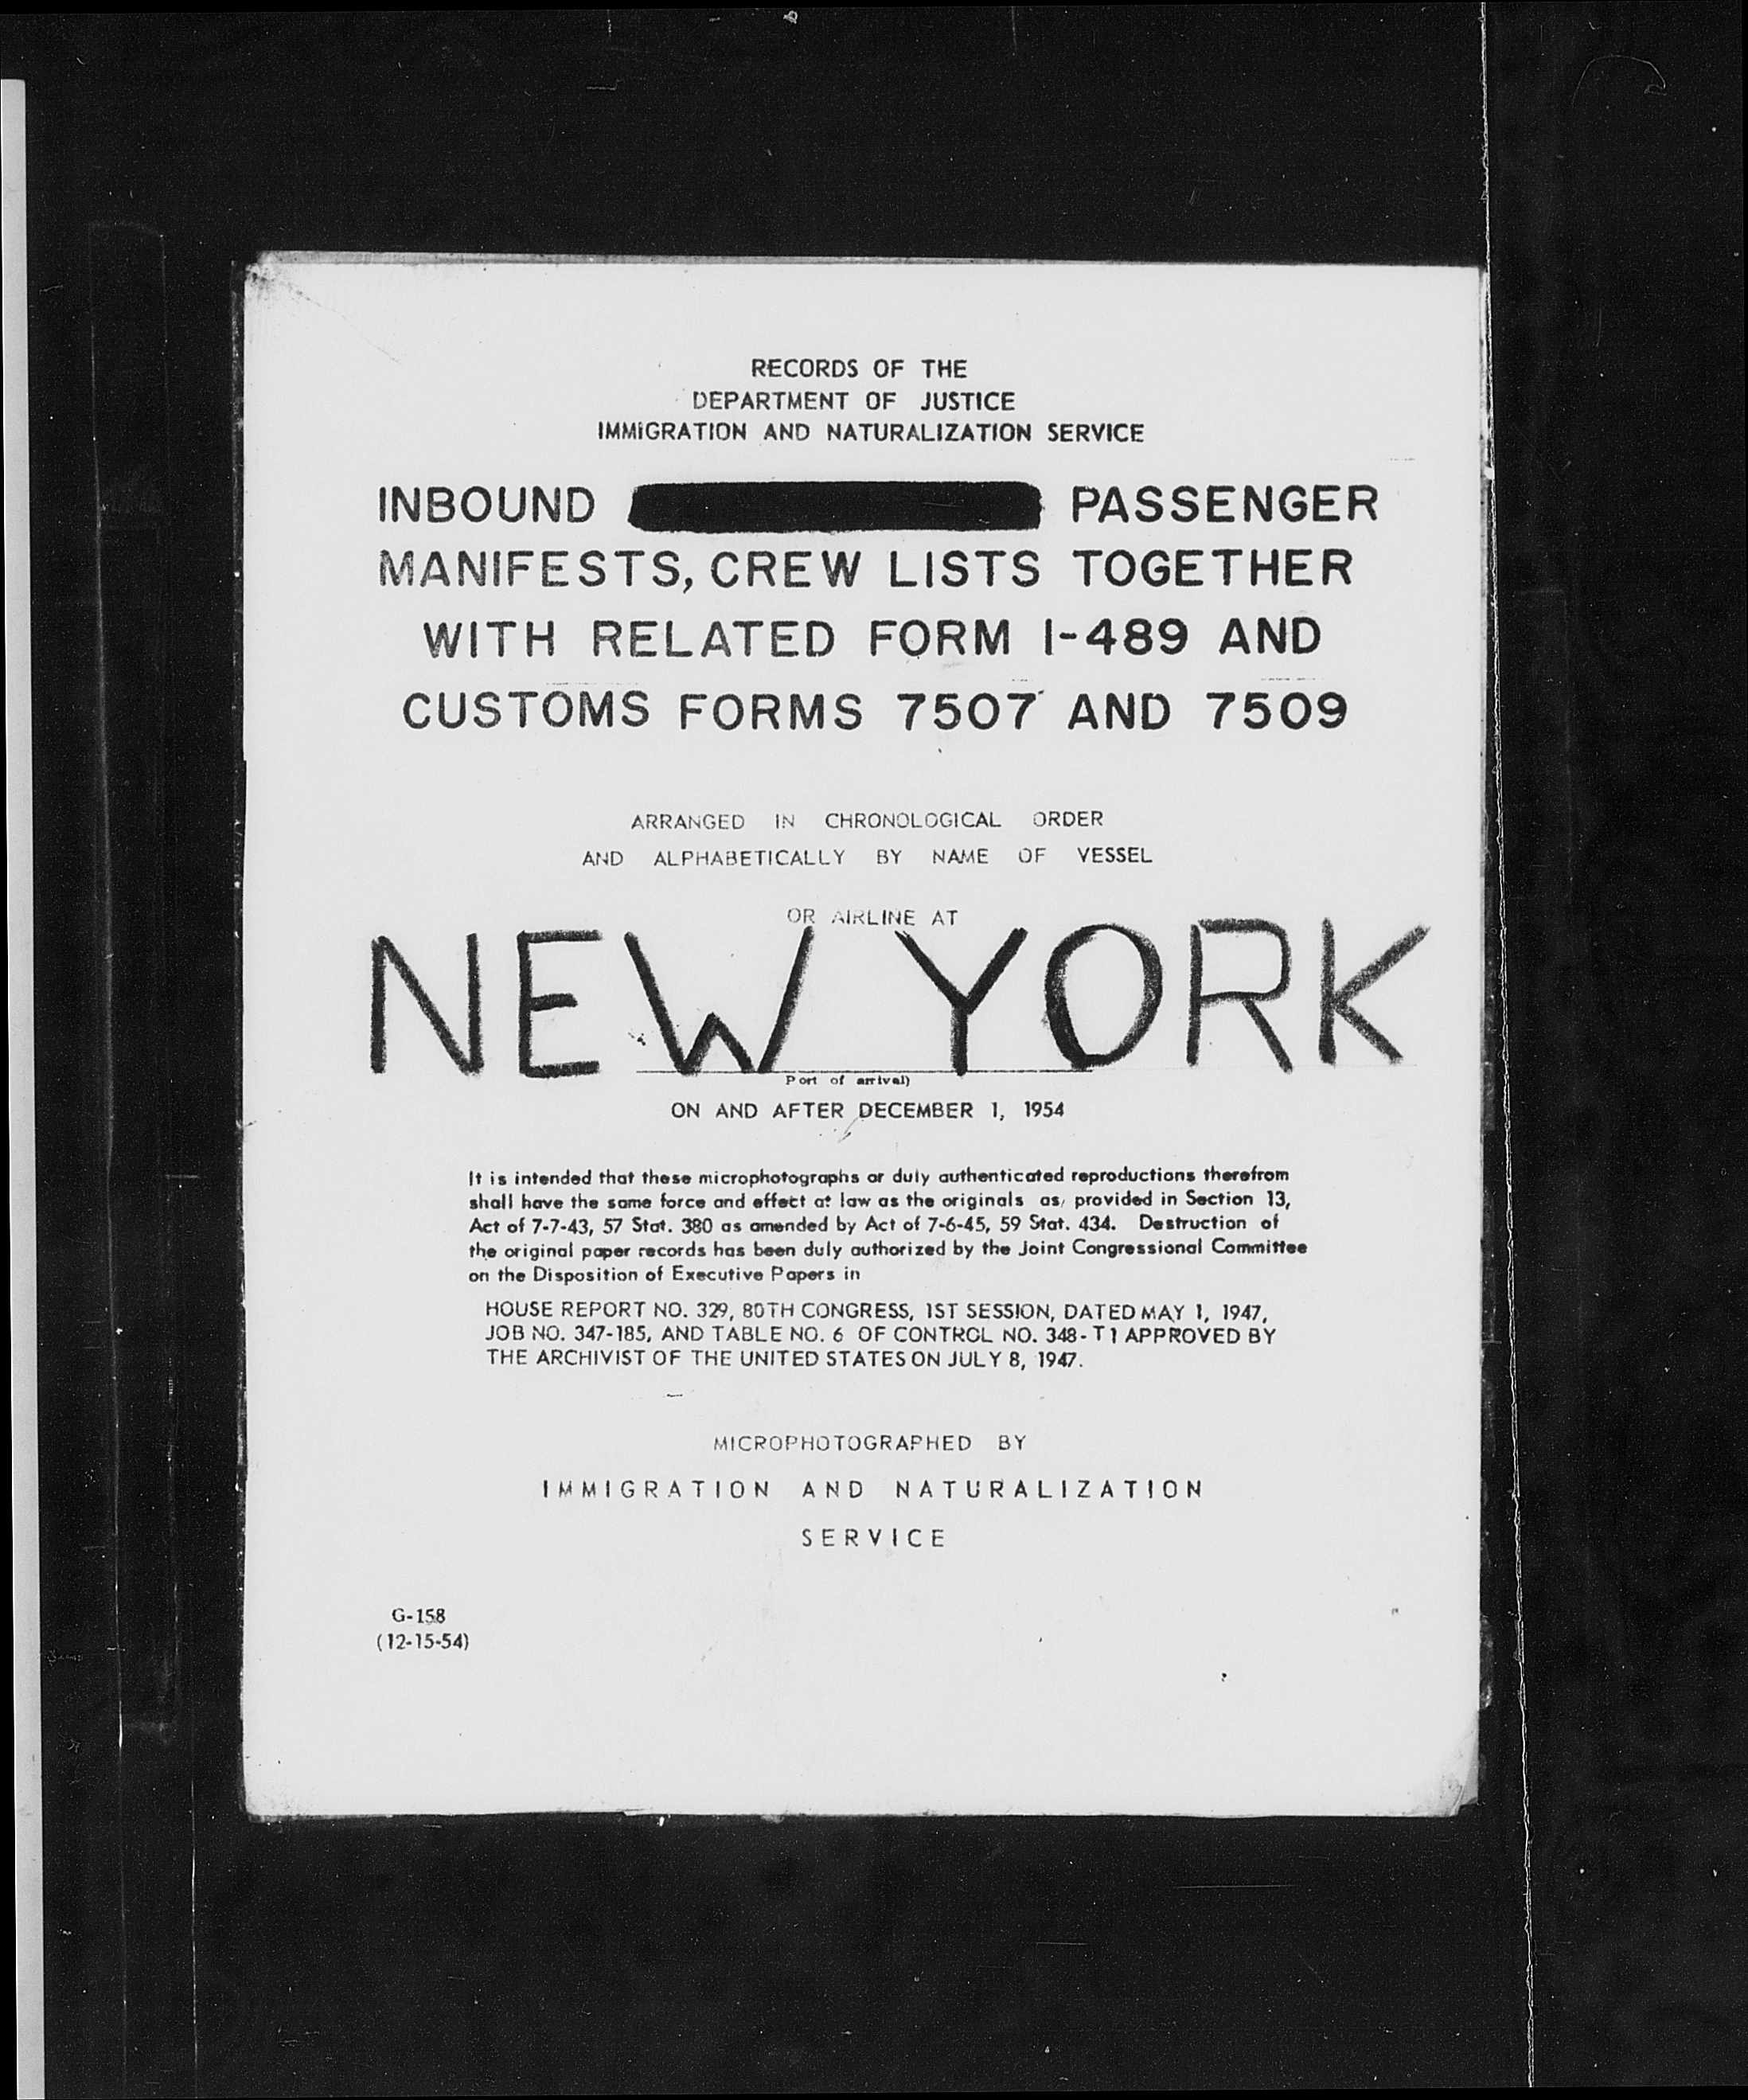 RECORDS OF THE
DEPARTMENT OF JUSTICE
IMMIGRATION AND NATURALIZATION SERVICE
INBOUND PASSENGER
MANIFESTS, CREW LISTS TOGETHER
WITH RELATED FORM I-489 AND
CUSTOMS FORMS 7507 AND 7509
ARRANGED IN CHRONOLOGICAL ORDER
AND ALPHABETICALLY BY NAME OF VESSEL
OR AIRLINE AT
NEW YORK
Port of arrival)
ON AND AFTER DECEMBER 1, 1954
It is intended that these microphotographs or duly authenticated reproductions therefrom
shall have the same force and effect at law as the originals as, provided in Section 13,
Act of 7-7-43, 57 Stat. 380 as amended by Act of 7-6-45, 59 Stat. 434. Destruction of
the original paper records has been duly authorized by the Joint Congressional Committee
on the Disposition of Executive Papers in
HOUSE REPORT NO. 329, 80TH CONGRESS, 1ST SESSION, DATED MAY 1, 1947,
JOB NO. 347-185, AND TABLE NO. 6 OF CONTROL NO. 348-T1 APPROVED BY
THE ARCHIVIST OF THE UNITED STATES ON JULY 8, 1947.
MICROPHOTOGRAPHED BY
IMMIGRATION AND NATURALIZATION
SERVICE
G-158
(12-15-54)